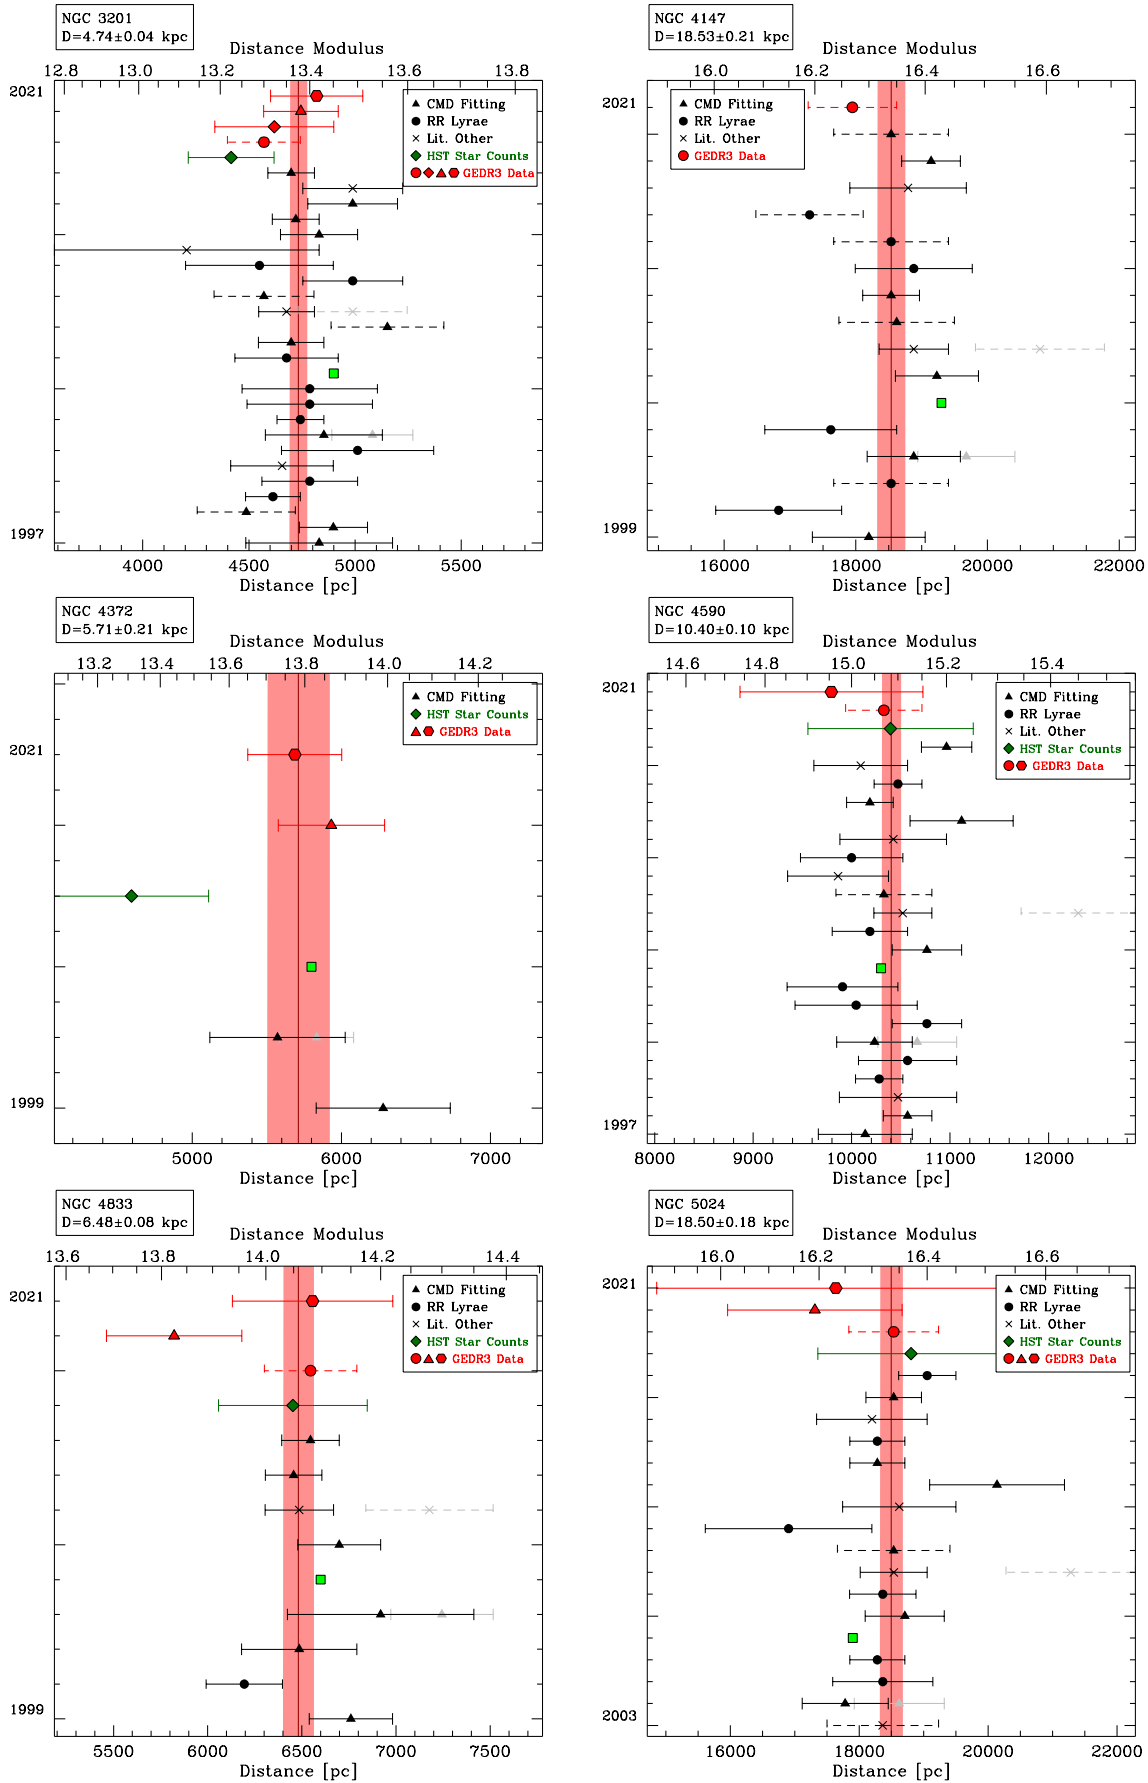 NGC 3201
D=4.74±0.04 kpc
Distance Modulus
12.8 13.0 13.2 13.4 13.6 13.8
2021
CMD Fitting
RR Lyrae
Lit. Other
HST Star Counts
GEDR3 Data
1997
4000 4500 5000 5500
Distance [pc]
NGC 4147
D=18.53±0.21 kpc
Distance Modulus
16.0 16.2 16.4 16.6
2021
CMD Fitting
RR Lyrae
Lit. Other
GEDR3 Data
1999
16000 18000 20000 22000
Distance [pc]
NGC 4372
D=5.71±0.21 kpc
Distance Modulus
13.2 13.4 13.6 13.8 14.0 14.2
2021
CMD Fitting
HST Star Counts
GEDR3 Data
1999
5000 6000 7000
Distance [pc]
NGC 4590
D=10.40±0.10 kpc
Distance Modulus
14.6 14.8 15.0 15.2 15.4
2021
CMD Fitting
RR Lyrae
Lit. Other
HST Star Counts
GEDR3 Data
1997
8000 9000 10000 11000 12000
Distance [pc]
NGC 4833
D=6.48±0.08 kpc
Distance Modulus
13.6 13.8 14.0 14.2 14.4
2021
CMD Fitting
RR Lyrae
Lit. Other
HST Star Counts
GEDR3 Data
1999
5500 6000 6500 7000 7500
Distance [pc]
NGC 5024
D=18.50±0.18 kpc
Distance Modulus
16.0 16.2 16.4 16.6
2021
CMD Fitting
RR Lyrae
Lit. Other
HST Star Counts
GEDR3 Data
2003
16000 18000 20000 22000
Distance [pc]